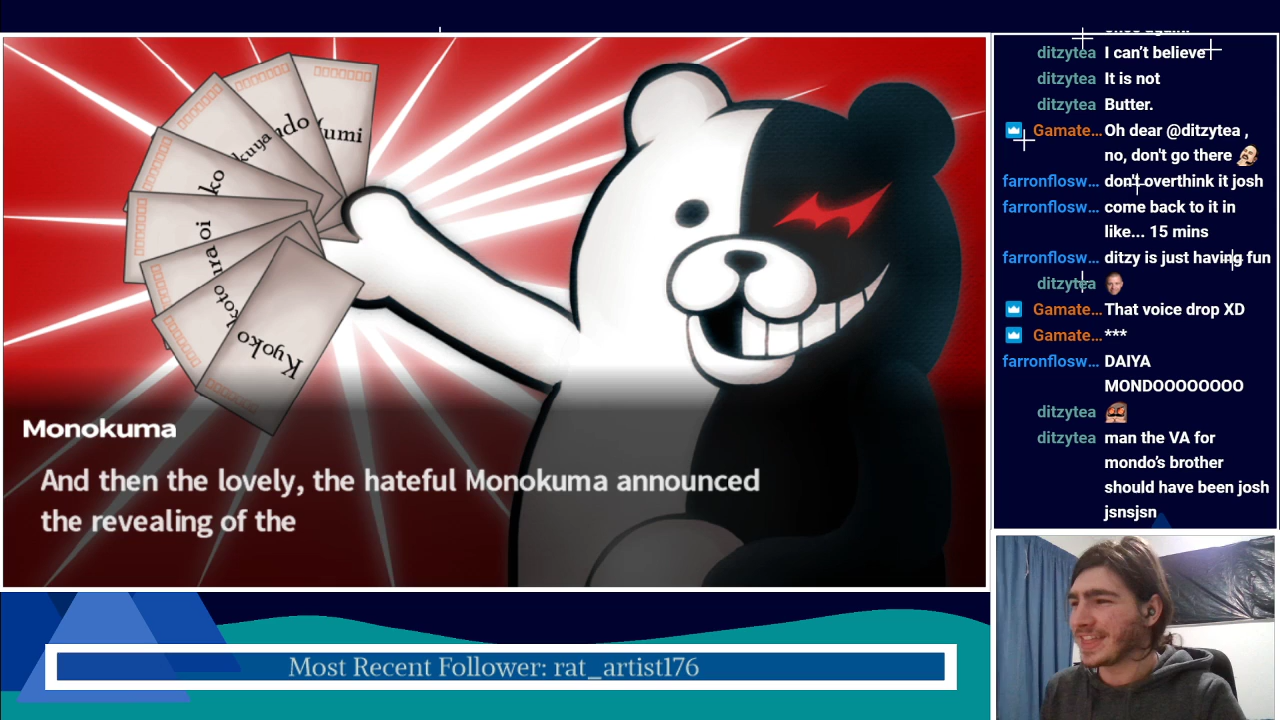 umi
ndo
kuya
ko
oi
ura
koto
Kyoko
Monokuma
And then the lovely, the hateful Monokuma announced
the revealing of the
ditzytea I can't believe
ditzytea It is not
ditzytea Butter.
Gamate... Oh dear @ditzytea ,
no, don't go there
farronflosw... don't overthink it josh
farronflosw... come back to it in
like... 15 mins
farronflosw... ditzy is just having fun
ditzytea
Gamate... That voice drop XD
Gamate... ***
farronflosw... DAIYA
MONDOOOOOOOO
ditzytea
ditzytea man the VA for
mondo's brother
should have been josh
jsnsjsn
Most Recent Follower: rat_artist176